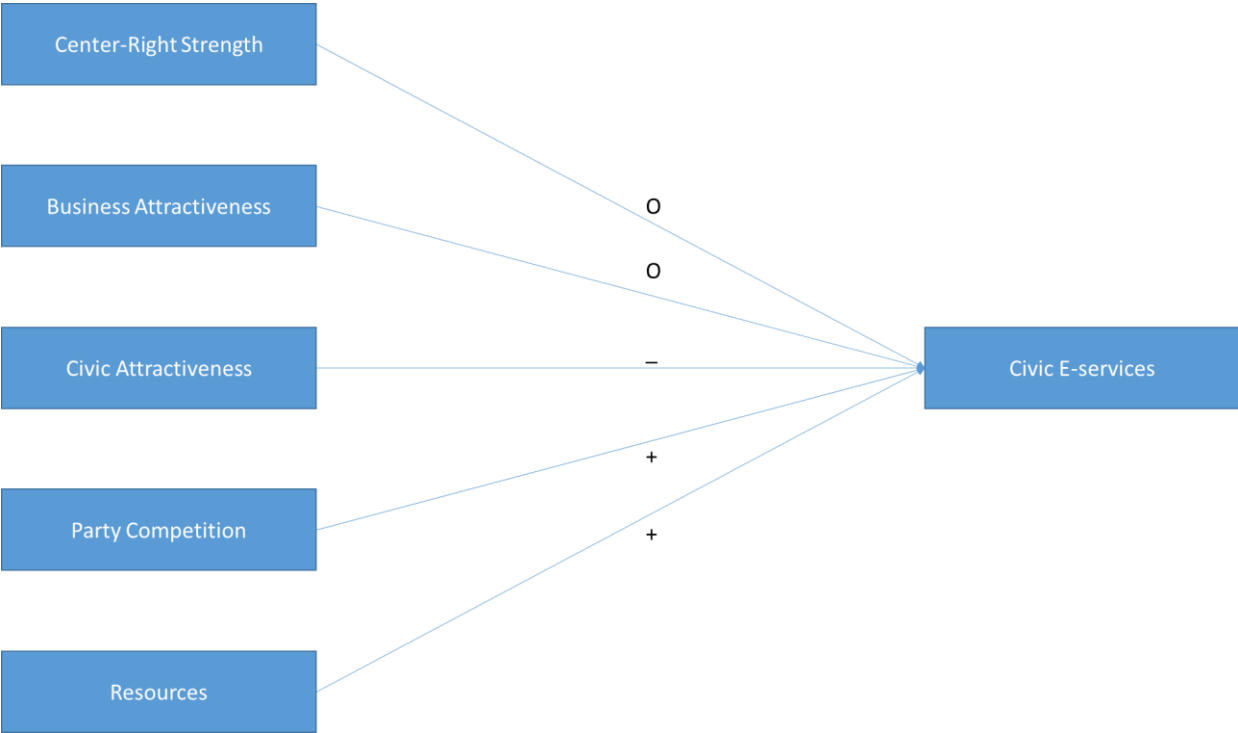 Center-Right Strength
Business Attractiveness
O
O
Civic Attractiveness
–
Civic E-services
+
Party Competition
+
Resources